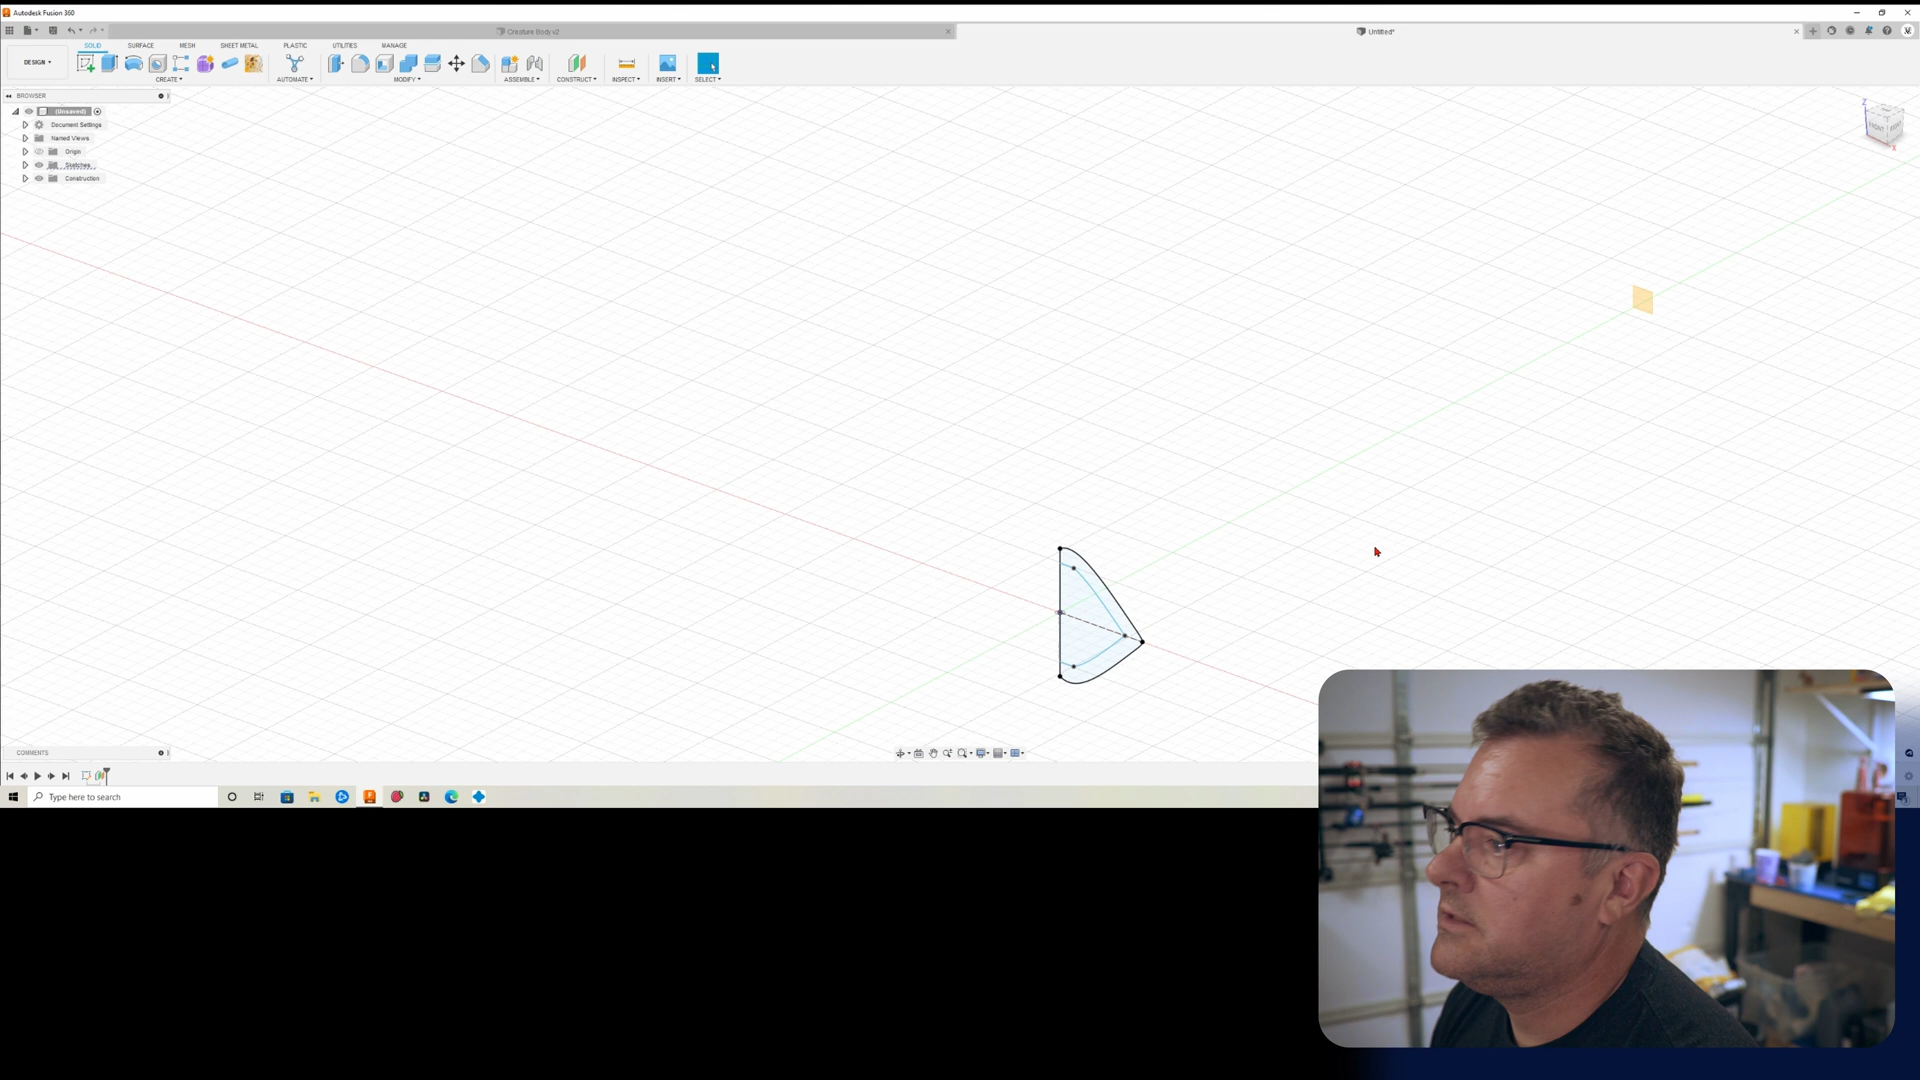 Autodesk Fusion 360
Creature Body v2
Untitled*
DESIGN
SOLID SURFACE MESH SHEET METAL PLASTIC UTILITIES MANAGE
CREATE AUTOMATE MODIFY ASSEMBLE CONSTRUCT INSPECT INSERT SELECT
BROWSER
(Unsaved)
Document Settings
Named Views
Origin
Sketches
Construction
Z
FRONT RIGHT
X
COMMENTS
Type here to search